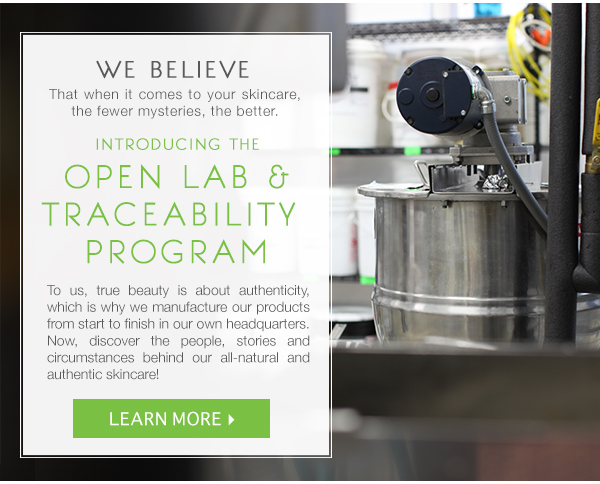 WE BELIEVE
That when it comes to your skincare,
the fewer mysteries, the better.
INTRODUCING THE
OPEN LAB &
TRACEABILITY
PROGRAM
To us, true beauty is about authenticity,
which is why we manufacture our products
from start to finish in our own headquarters.
Now, discover the people, stories and
circumstances behind our all-natural and
authentic skincare!
LEARN MORE